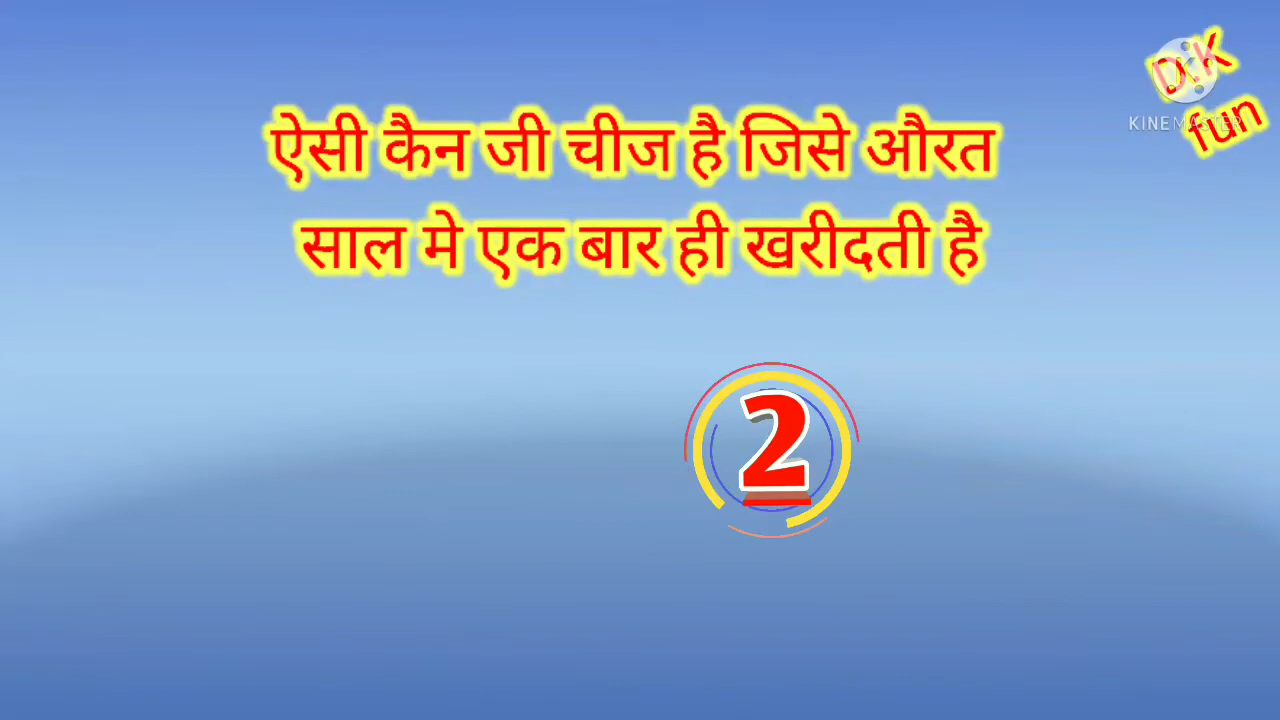 ऐसी कैन जी चीज है जिसे औरत
साल मे एक बार ही खरीदती है
2
D.K
fun
KINEMASTER